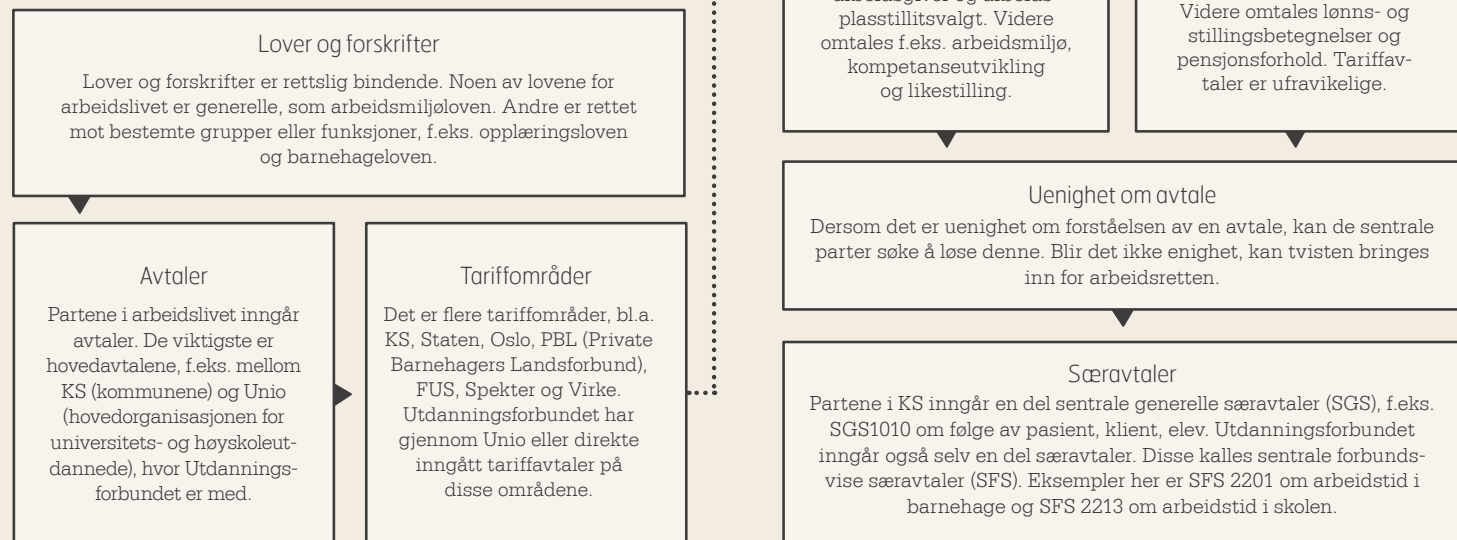 Lover og forskrifter
Lover og forskrifter er rettslig bindende. Noen av lovene for
arbeidslivet er generelle, som arbeidsmiljøloven. Andre er rettet
mot bestemte grupper eller funksjoner, f.eks. opplæringsloven
og barnehageloven.
Avtaler
Partene i arbeidslivet inngår
avtaler. De viktigste er
hovedavtalene, f.eks. mellom
KS (kommunene) og Unio
(hovedorganisasjonen for
universitets- og høyskoleut-
dannede), hvor Utdannings-
forbundet er med.
Tariffområder
Det er flere tariffområder, bl.a.
KS, Staten, Oslo, PBL (Private
Barnehagers Landsforbund),
FUS, Spekter og Virke.
Utdanningsforbundet har
gjennom Unio eller direkte
inngått tariffavtaler på
disse områdene.
plasstillitsvalgt. Videre
omtales f.eks. arbeidsmiljø,
kompetanseutvikling
og likestilling.
Videre omtales lønns- og
stillingsbetegnelser og
pensjonsforhold. Tariffav-
taler er ufravikelige.
Uenighet om avtale
Dersom det er uenighet om forståelsen av en avtale, kan de sentrale
parter søke å løse denne. Blir det ikke enighet, kan tvisten bringes
inn for arbeidsretten.
Særavtaler
Partene i KS inngår en del sentrale generelle særavtaler (SGS), f.eks.
SGS1010 om følge av pasient, klient, elev. Utdanningsforbundet
inngår også selv en del særavtaler. Disse kalles sentrale forbunds-
vise særavtaler (SFS). Eksempler her er SFS 2201 om arbeidstid i
barnehage og SFS 2213 om arbeidstid i skolen.